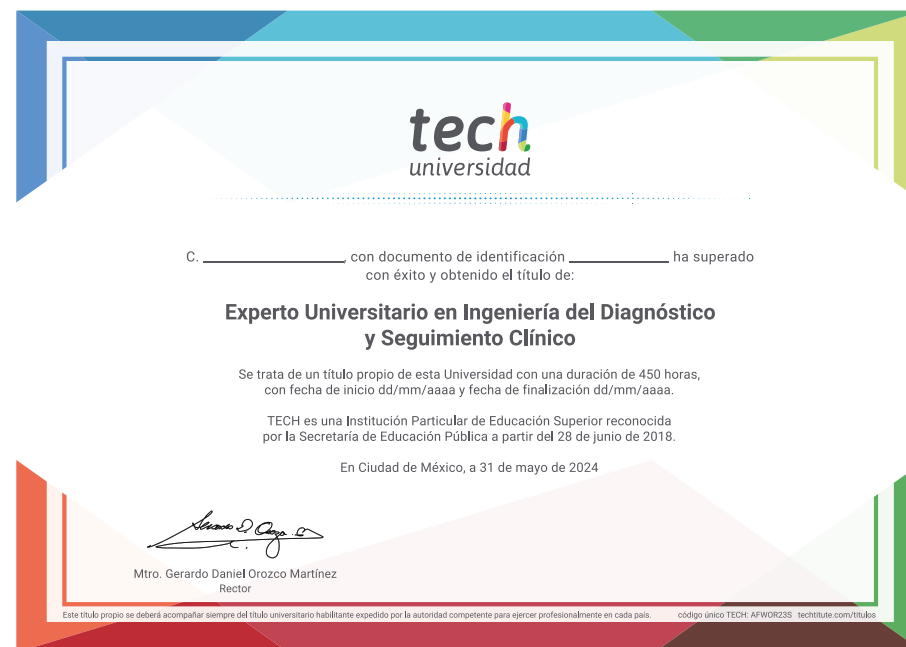 tech
universidad
C. ________________, con documento de identificación ____________ ha superado
con éxito y obtenido el título de:
Experto Universitario en Ingeniería del Diagnóstico
y Seguimiento Clínico
Se trata de un título propio de esta Universidad con una duración de 450 horas,
con fecha de inicio dd/mm/aaaa y fecha de finalización dd/mm/aaaa.
TECH es una Institución Particular de Educación Superior reconocida
por la Secretaría de Educación Pública a partir del 28 de junio de 2018.
En Ciudad de México, a 31 de mayo de 2024
Mtro. Gerardo Daniel Orozco Martínez
Rector
Este título propio se deberá acompañar siempre del título universitario habilitante expedido por la autoridad competente para ejercer profesionalmente en cada país. código único TECH: AFWOR23S techtitute.com/titulos